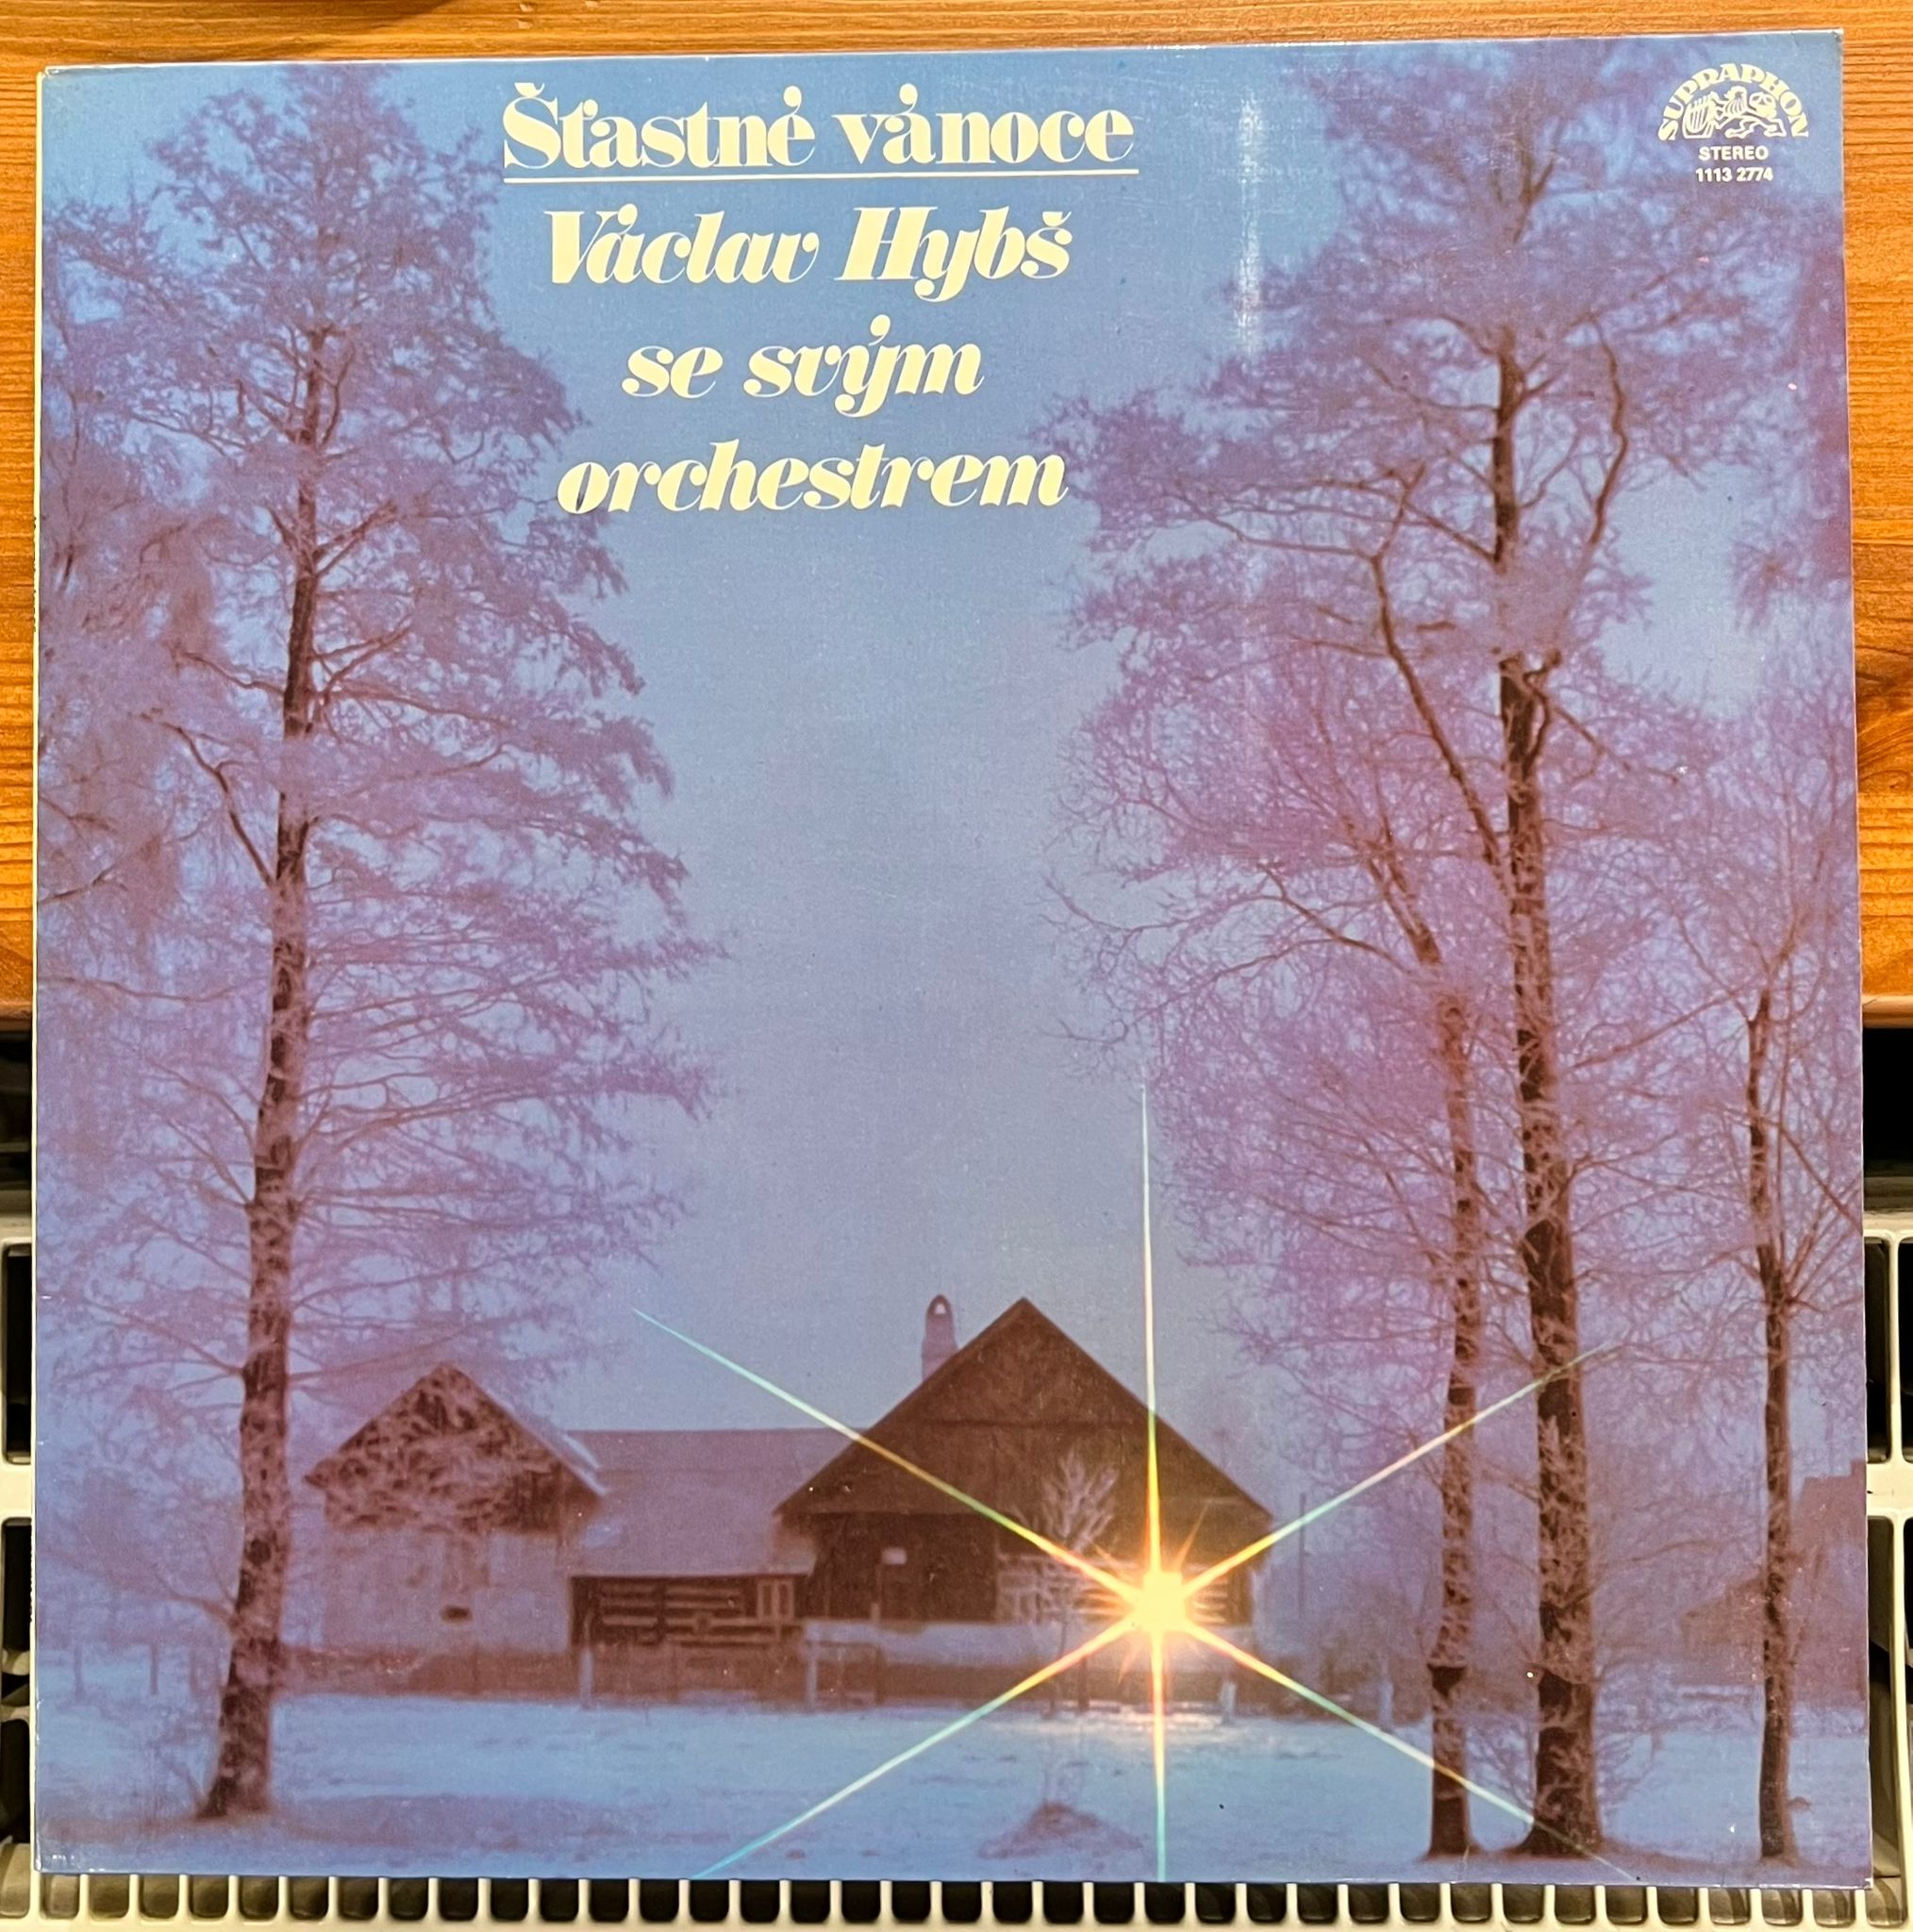 Šťastné vánoce
Václav Hybš
se svým
orchestrem
SUPRAPHON
STEREO
1113 2774